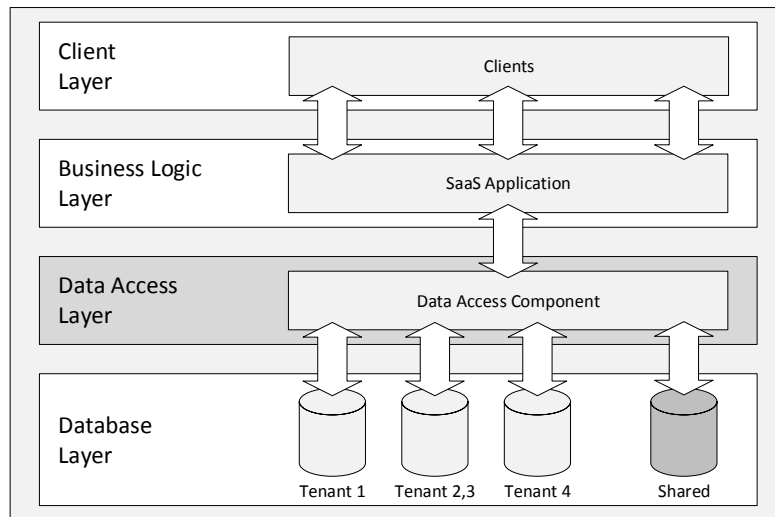 Client
Layer
Clients
Business Logic
Layer
SaaS Application
Data Access
Layer
Data Access Component
Database
Layer
Tenant 1
Tenant 2,3
Tenant 4
Shared